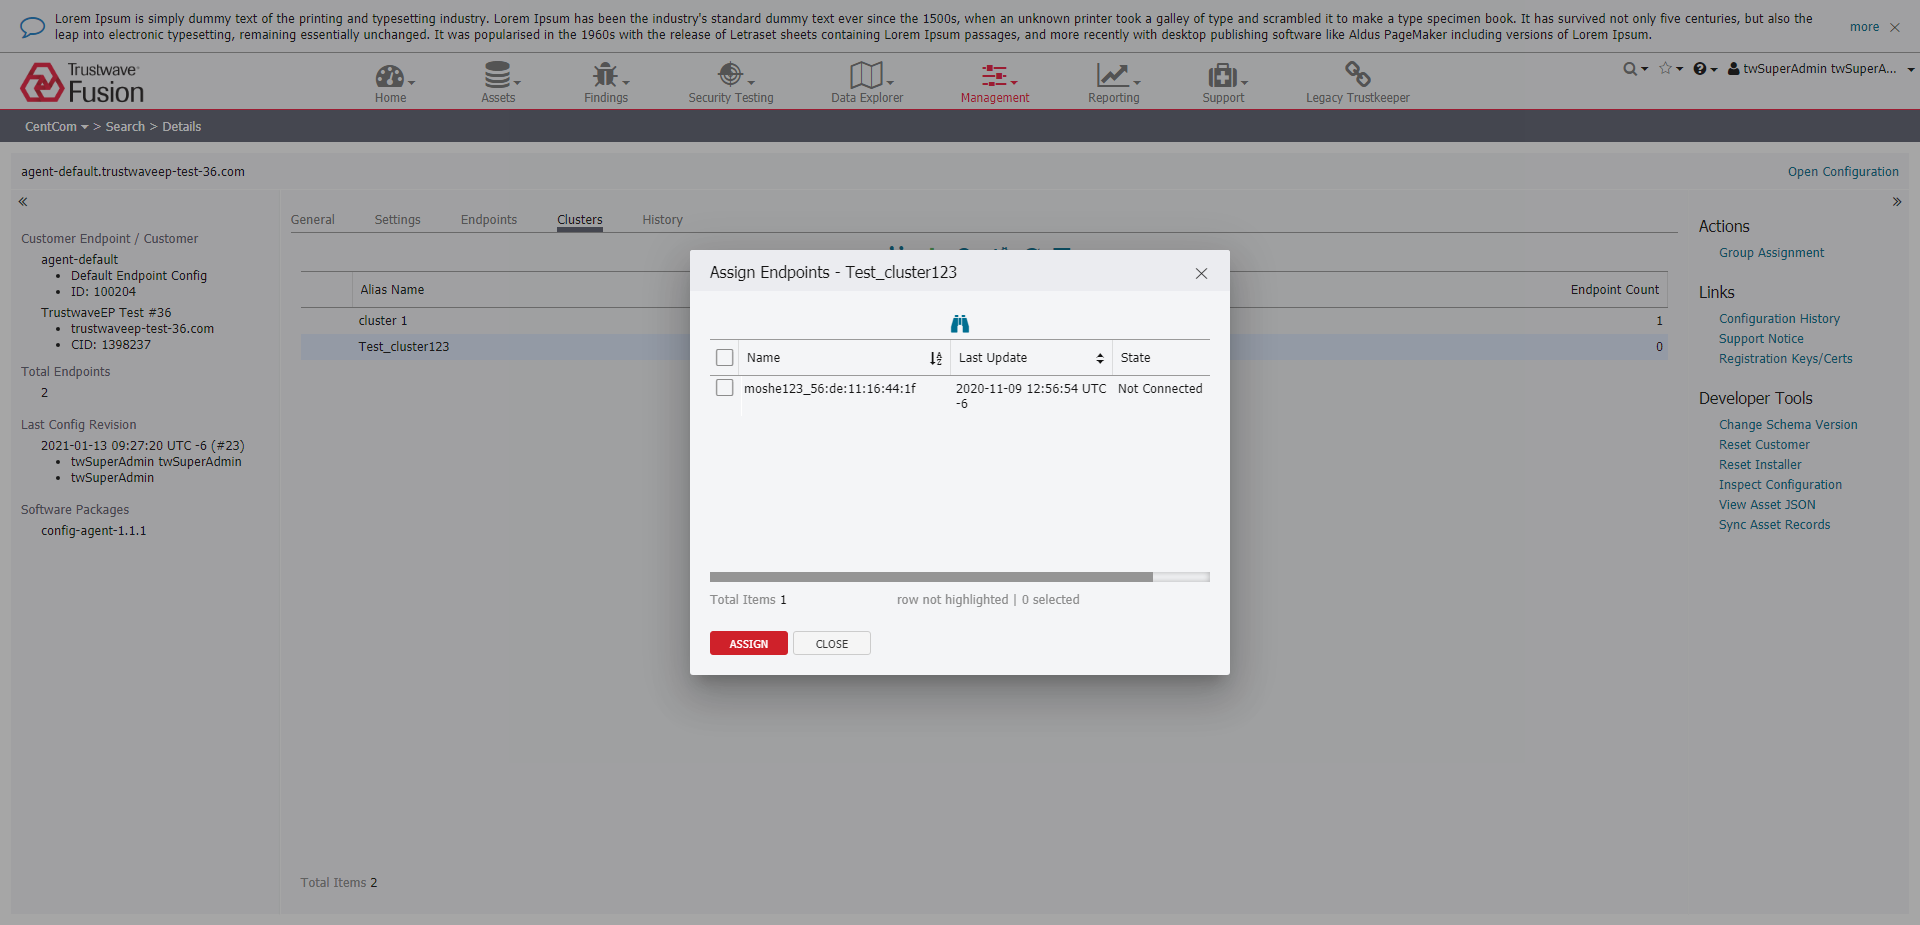 Lorem Ipsum is simply dummy text of the printing and typesetting industry. Lorem Ipsum has been the industry's standard dummy text ever since the 1500s, when an unknown printer took a galley of type and scrambled it to make a type specimen book. It has survived not only five centuries, but also the
leap into electronic typesetting, remaining essentially unchanged. It was popularised in the 1960s with the release of Letraset sheets containing Lorem Ipsum passages, and more recently with desktop publishing software like Aldus PageMaker including versions of Lorem Ipsum.
more
Trustwave®
Fusion
Home
Assets
Findings
Security Testing
Data Explorer
Management
Reporting
Support
Legacy Trustkeeper
twSuperAdmin twSuperA...
CentCom > Search > Details
agent-default.trustwaveep-test-36.com
Open Configuration
Customer Endpoint / Customer
agent-default
• Default Endpoint Config
• ID: 100204
TrustwaveEP Test #36
• trustwaveep-test-36.com
• CID: 1398237
Total Endpoints
2
Last Config Revision
2021-01-13 09:27:20 UTC -6 (#23)
• twSuperAdmin twSuperAdmin
• twSuperAdmin
Software Packages
config-agent-1.1.1
General Settings Endpoints Clusters History
Alias Name
Endpoint Count
cluster 1
1
Test_cluster123
0
Total Items 2
Assign Endpoints - Test_cluster123
Name Last Update State
moshe123_56:de:11:16:44:1f 2020-11-09 12:56:54 UTC Not Connected
-6
Total Items 1
row not highlighted | 0 selected
ASSIGN
CLOSE
Actions
Group Assignment
Links
Configuration History
Support Notice
Registration Keys/Certs
Developer Tools
Change Schema Version
Reset Customer
Reset Installer
Inspect Configuration
View Asset JSON
Sync Asset Records